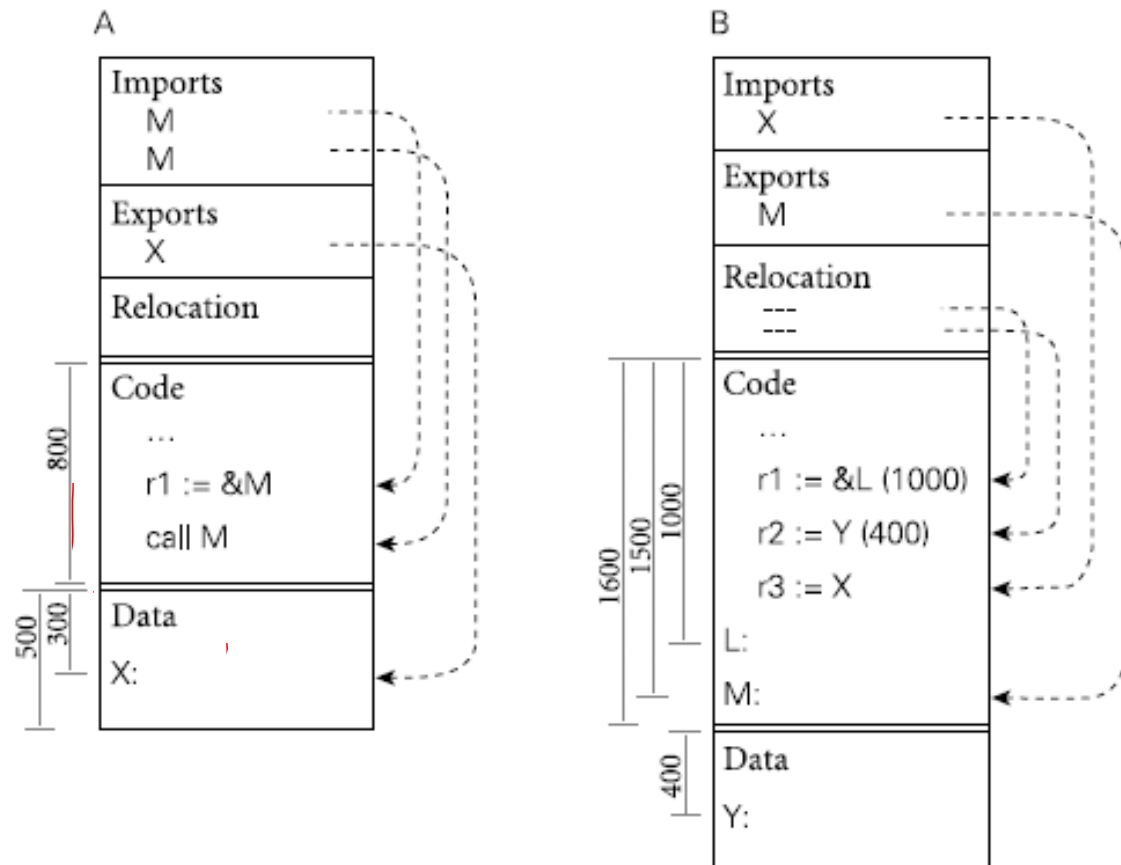 A
Imports
M
M
Exports
X
Relocation
Code
...
r1 := &M
call M
Data
X:
800
500
300
B
Imports
X
Exports
M
Relocation
---
---
Code
...
r1 := &L (1000)
r2 := Y (400)
r3 := X
L:
M:
Data
Y:
1600
1500
1000
400